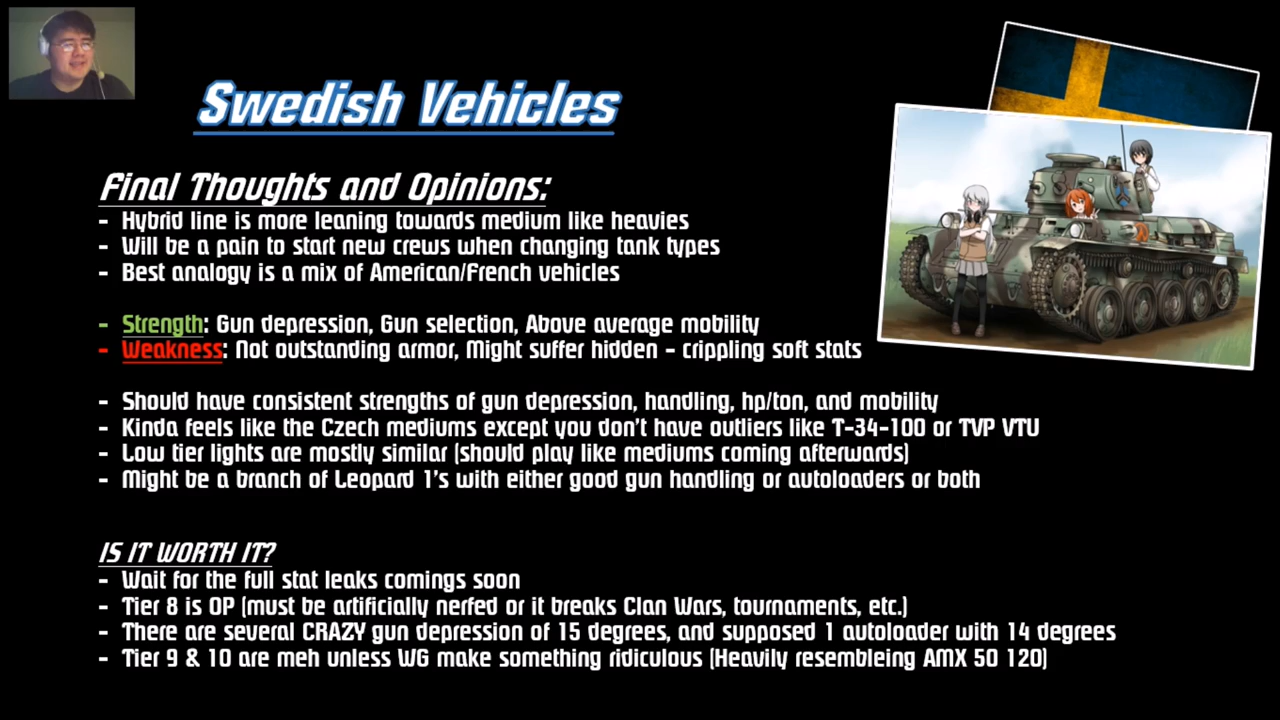 Swedish Vehicles
Final Thoughts and Opinions:
- Hybrid line is more leaning towards medium like heavies
- Will be a pain to start new crews when changing tank types
- Best analogy is a mix of American/French vehicles
- Strength: Gun depression, Gun selection, Above average mobility
- Weakness: Not outstanding armor, Might suffer hidden - crippling soft stats
- Should have consistent strengths of gun depression, handling, hp/ton, and mobility
- Kinda feels like the Czech mediums except you don't have outliers like T-34-100 or TVP VTU
- Low tier lights are mostly similar (should play like mediums coming afterwards)
- Might be a branch of Leopard 1's with either good gun handling or autoloaders or both
IS IT WORTH IT?
- Wait for the full stat leaks comings soon
- Tier 8 is OP (must be artificially nerfed or it breaks Clan Wars, tournaments, etc.)
- There are several CRAZY gun depression of 15 degrees, and supposed 1 autoloader with 14 degrees
- Tier 9 & 10 are meh unless WG make something ridiculous (Heavily resembleing AMX 50 120)